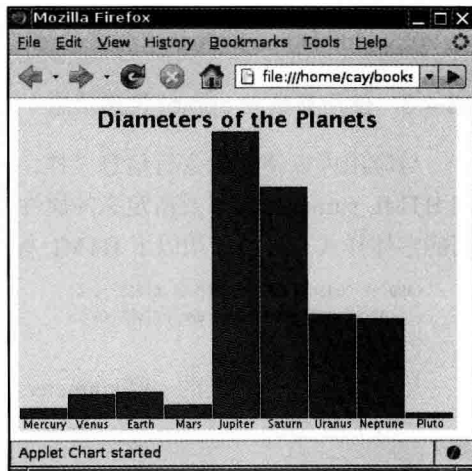 Mozilla Firefox
File Edit View History Bookmarks Tools Help
file:///home/cay/books
Diameters of the Planets
Mercury Venus Earth Mars Jupiter Saturn Uranus Neptune Pluto
Applet Chart started